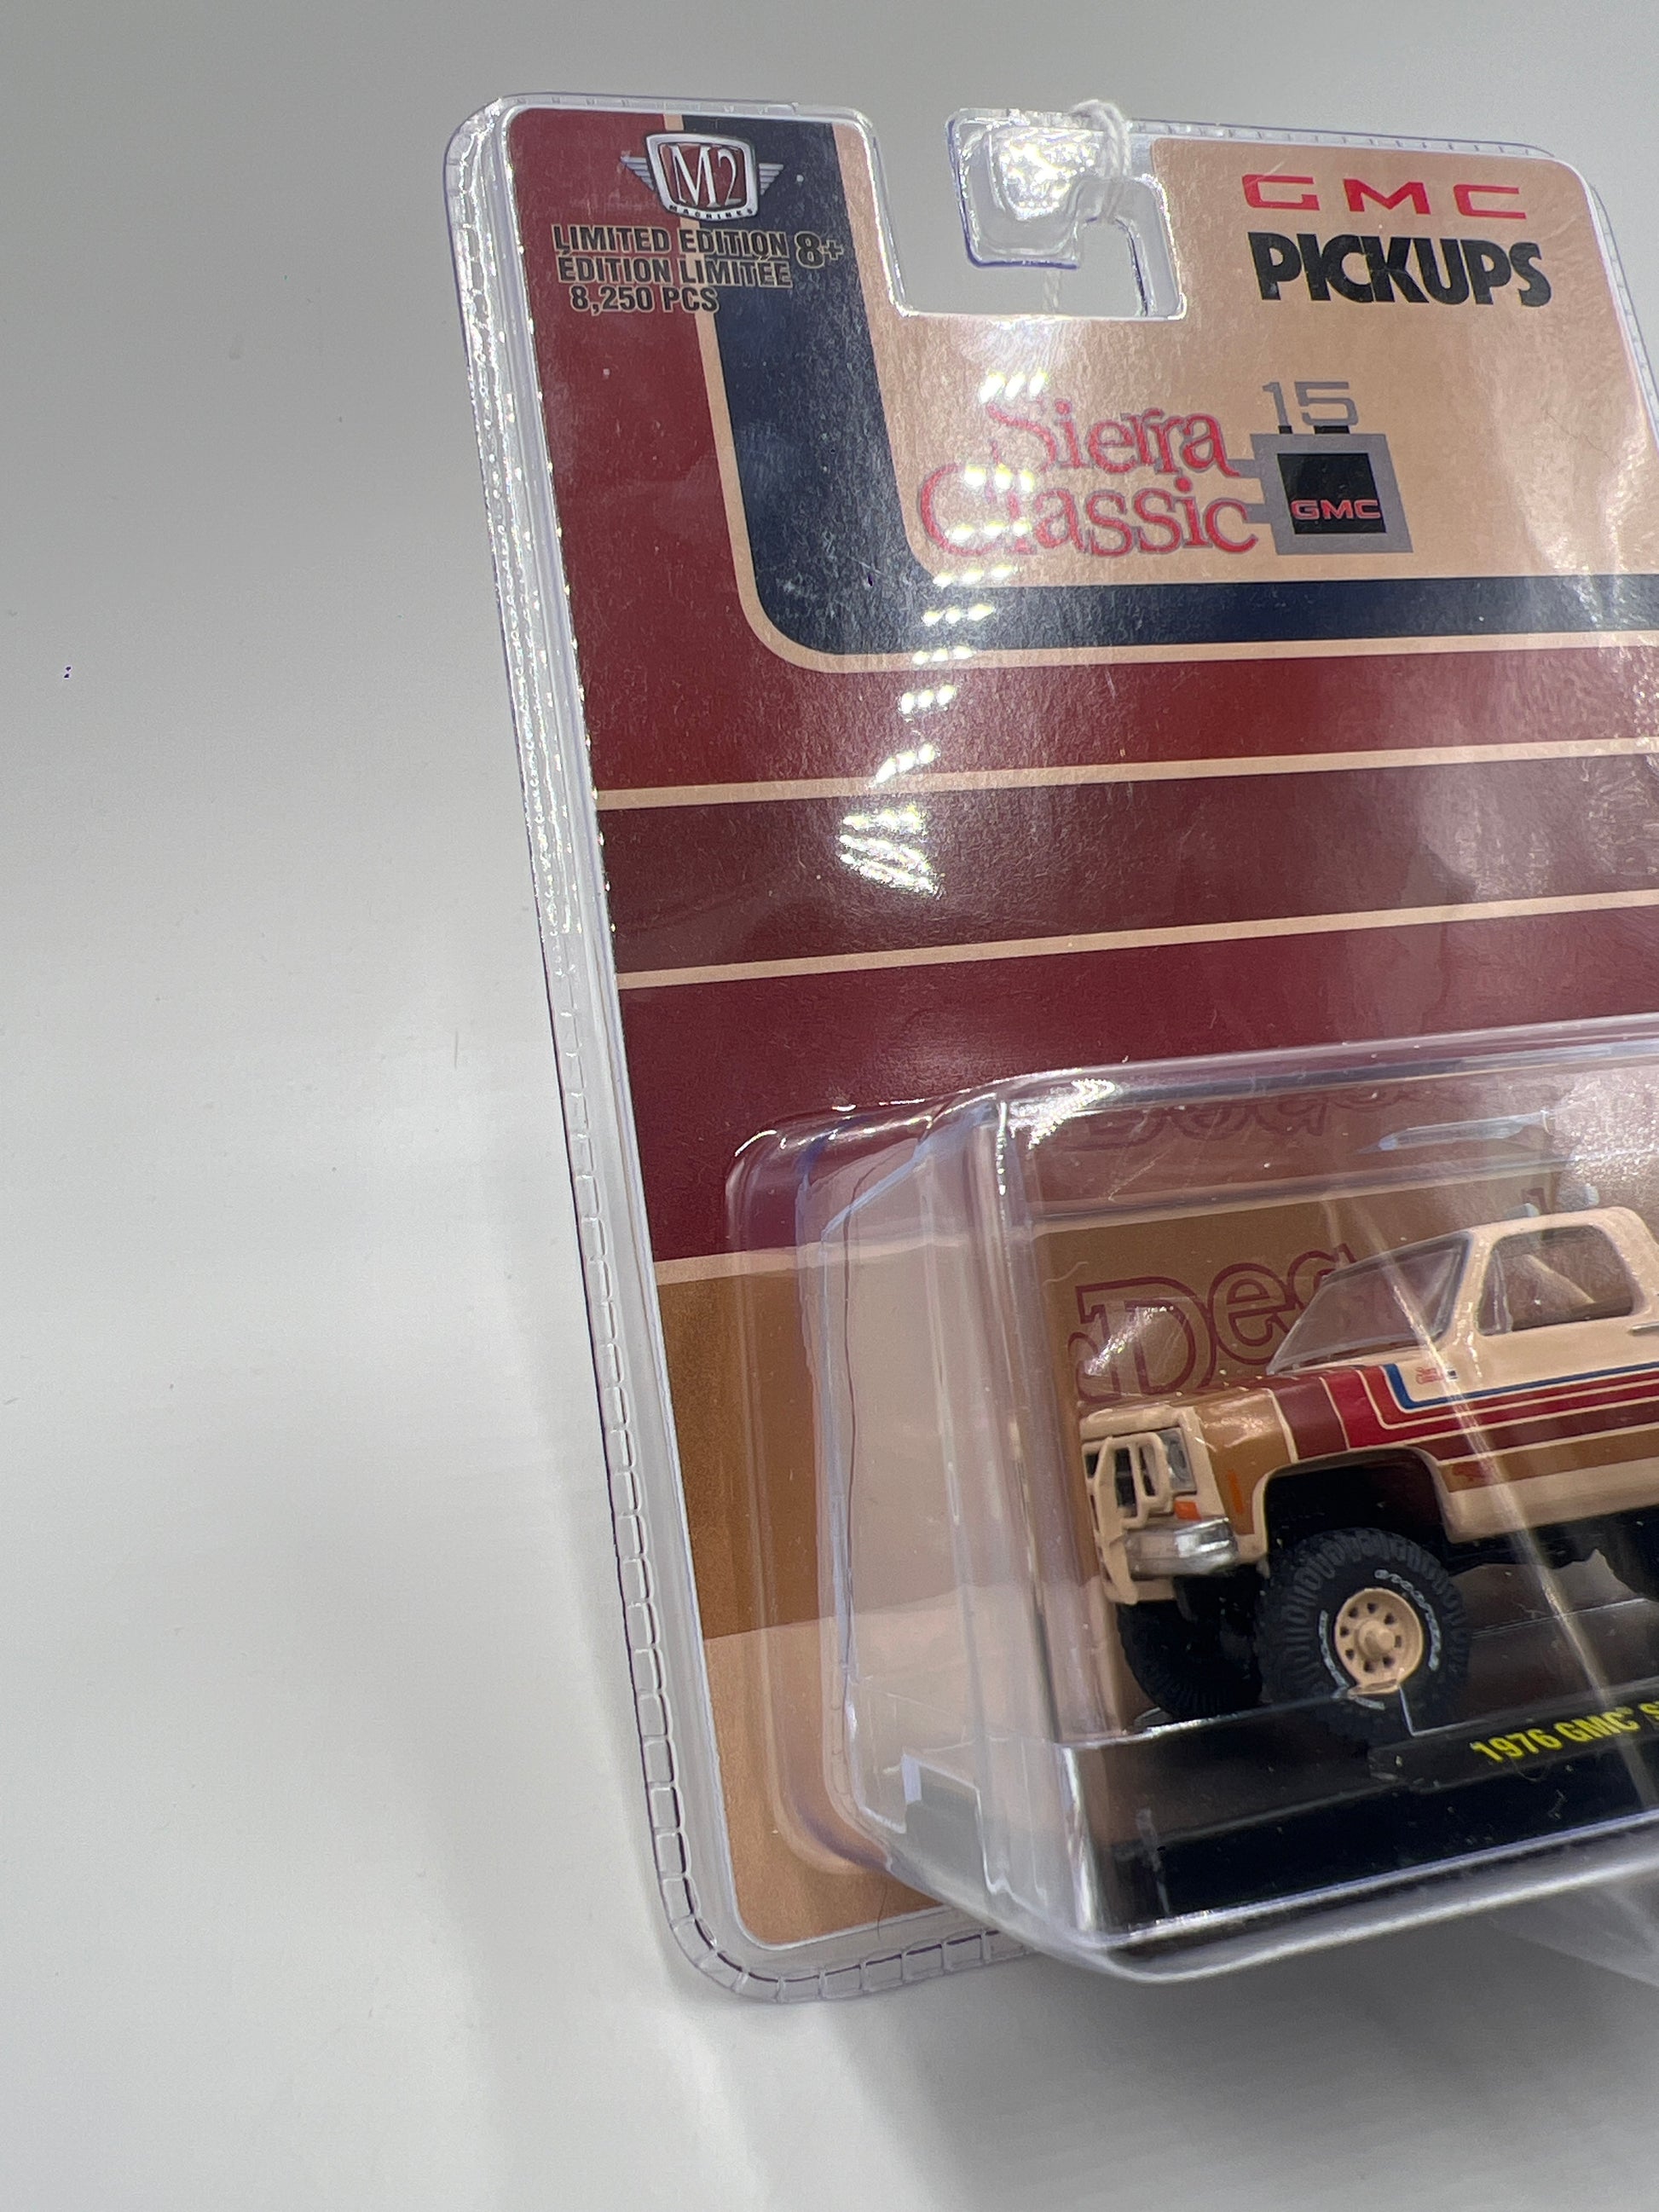 M2
MACHINES
LIMITED EDITION 8+
ÉDITION LIMITÉE
8,250 PCS
GMC
PICKUPS
Sierra 15
Classic GMC
1976 GMC